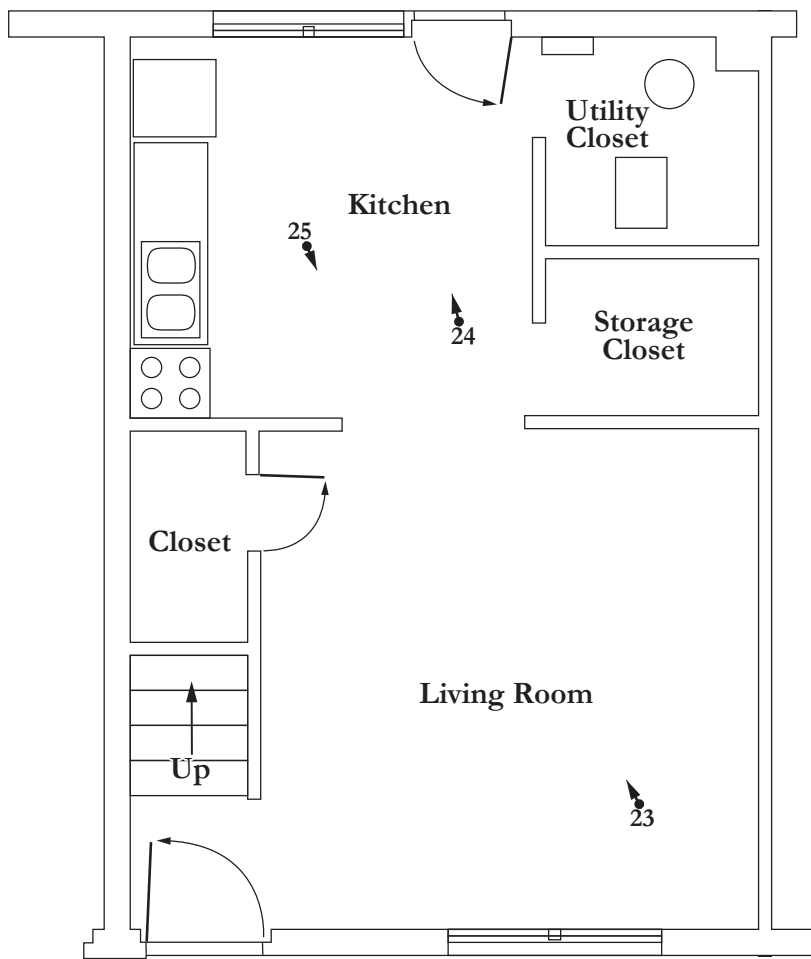 Utility
Closet
Kitchen
25
24
Storage
Closet
Closet
Living Room
Up
23